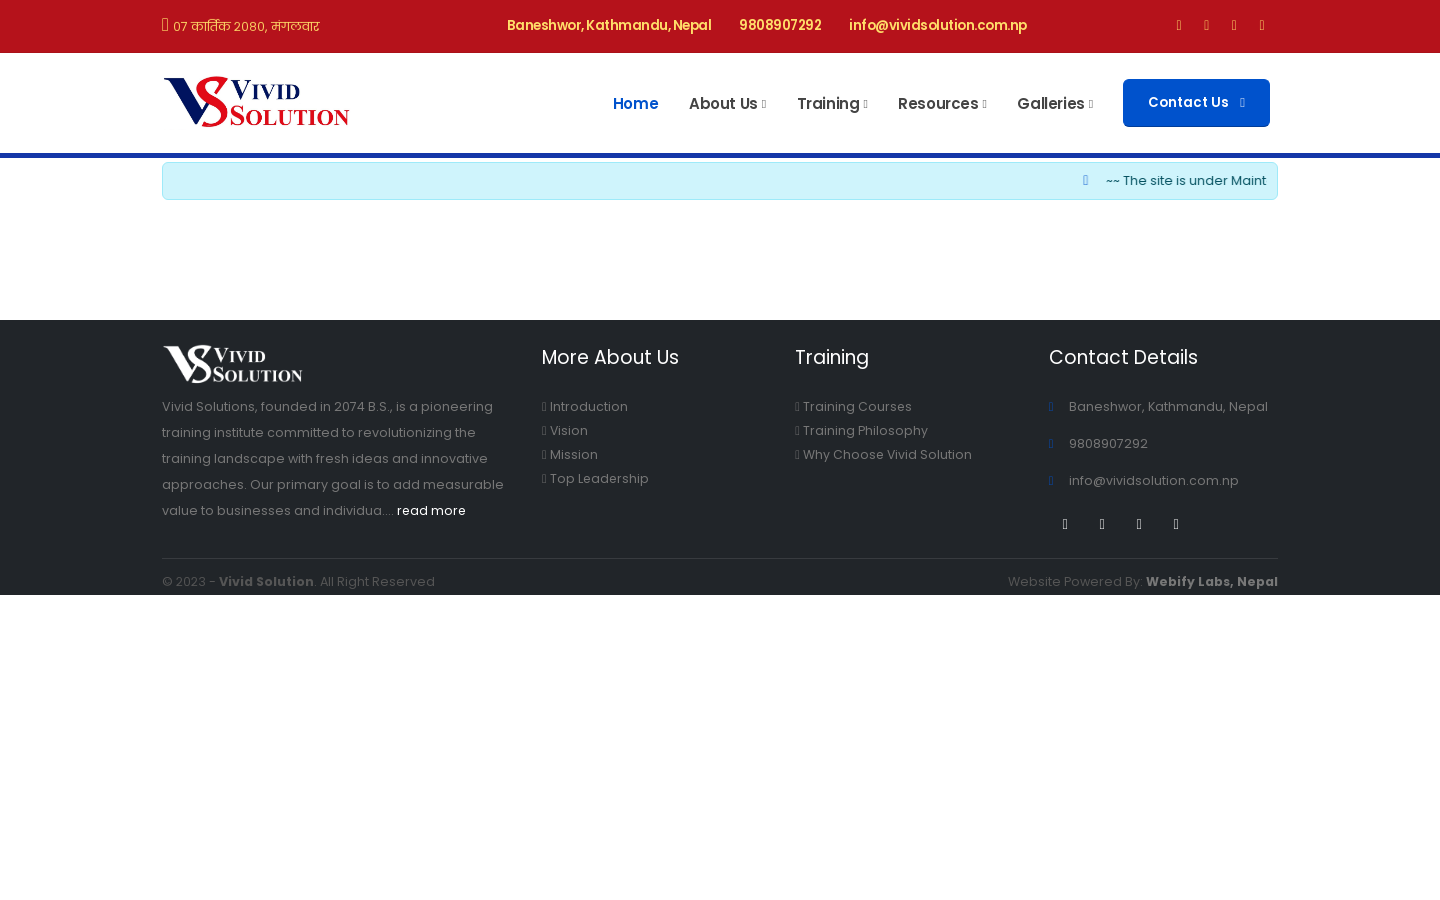 ०७ कार्तिक २०८०, मंगलवार
Baneshwor, Kathmandu, Nepal 9808907292 info@vividsolution.com.np
VIVID SOLUTION
Home About Us Training Resources Galleries Contact Us
~~ The site is under Maint
VIVID SOLUTION
Vivid Solutions, founded in 2074 B.S., is a pioneering
training institute committed to revolutionizing the
training landscape with fresh ideas and innovative
approaches. Our primary goal is to add measurable
value to businesses and individua.... read more
More About Us
Introduction
Vision
Mission
Top Leadership
Training
Training Courses
Training Philosophy
Why Choose Vivid Solution
Contact Details
Baneshwor, Kathmandu, Nepal
9808907292
info@vividsolution.com.np
© 2023 - Vivid Solution. All Right Reserved
Website Powered By: Webify Labs, Nepal